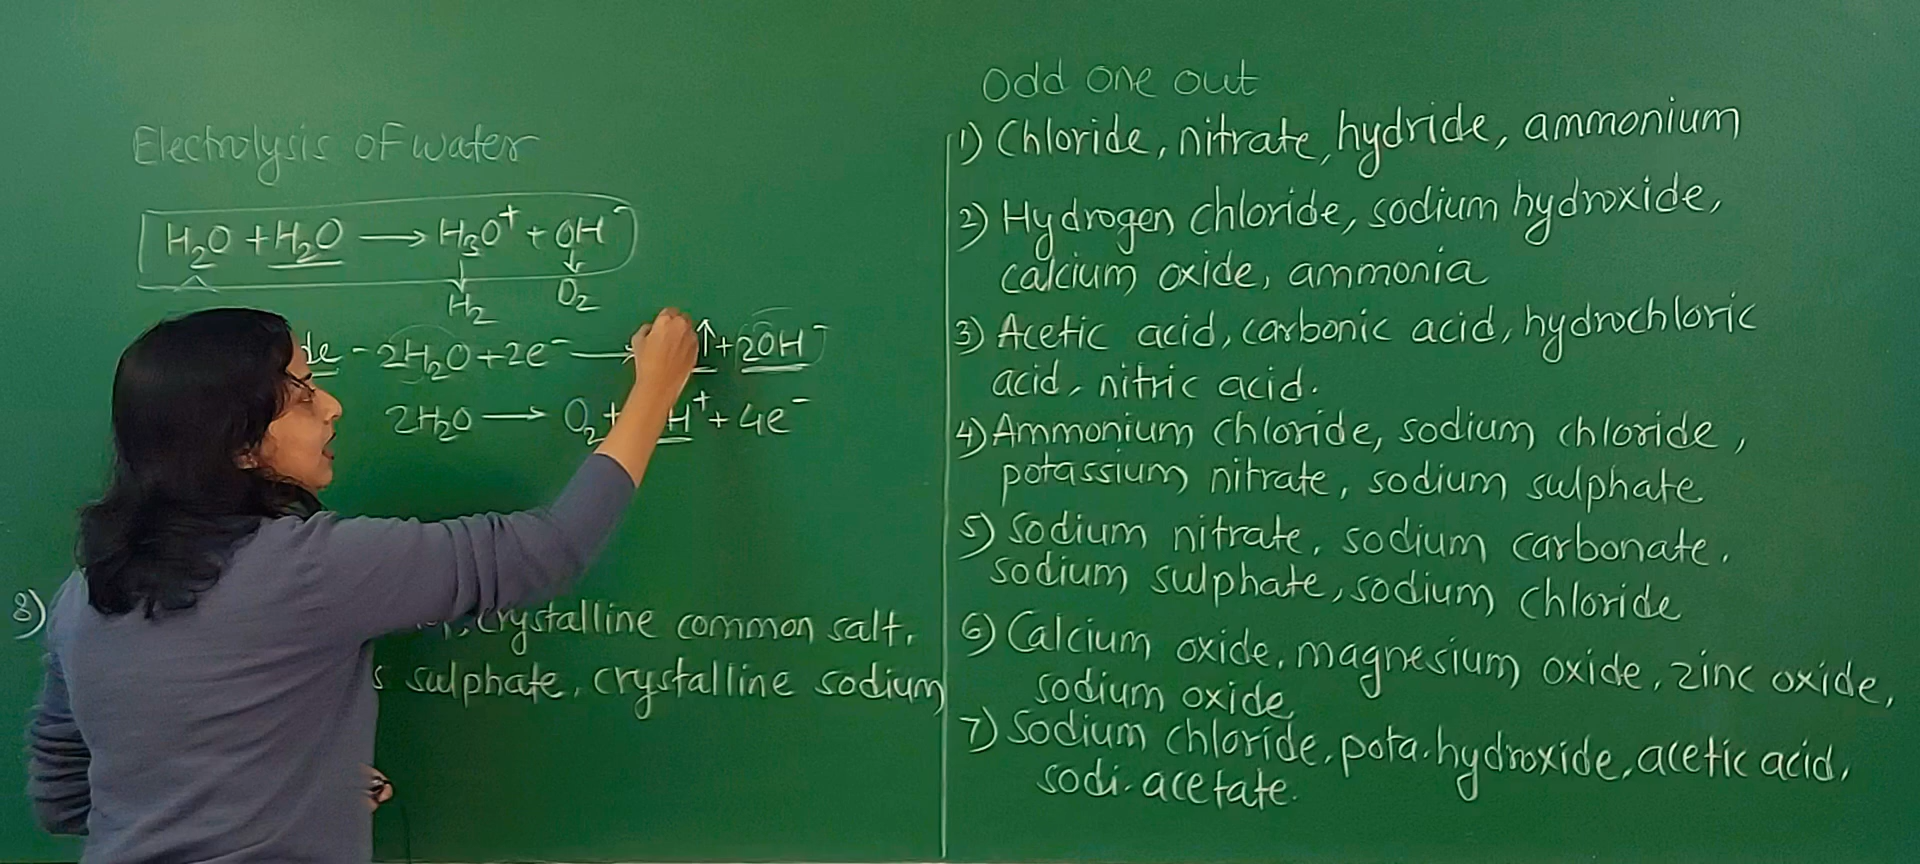 Electrolysis of water
H₂O + H₂O ⟶ H₃O⁺ + OH⁻
H₂ O₂
de - 2H₂O + 2e⁻ ⟶ ↑ + 2OH⁻
2H₂O ⟶ O₂ + H⁺ + 4e⁻
8) crystalline common salt,
s sulphate, crystalline sodium
Odd one out
1) Chloride, nitrate, hydride, ammonium
2) Hydrogen chloride, sodium hydroxide,
calcium oxide, ammonia
3) Acetic acid, carbonic acid, hydrochloric
acid, nitric acid.
4) Ammonium chloride, sodium chloride,
potassium nitrate, sodium sulphate
5) Sodium nitrate, sodium carbonate,
sodium sulphate, sodium chloride
6) Calcium oxide, magnesium oxide, zinc oxide,
sodium oxide,
7) Sodium chloride, pota. hydroxide, acetic acid,
sodi. acetate.